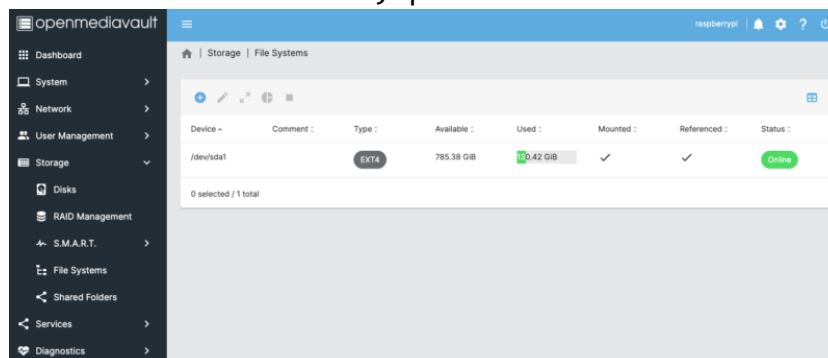 openmediavault
raspberrypi
Dashboard
System
Network
User Management
Storage
Disks
RAID Management
S.M.A.R.T.
File Systems
Shared Folders
Services
Diagnostics
| Storage | File Systems
Device Comment Type Available Used Mounted Referenced Status
/dev/sda1 EXT4 785.38 GiB 130.42 GiB Online
0 selected / 1 total